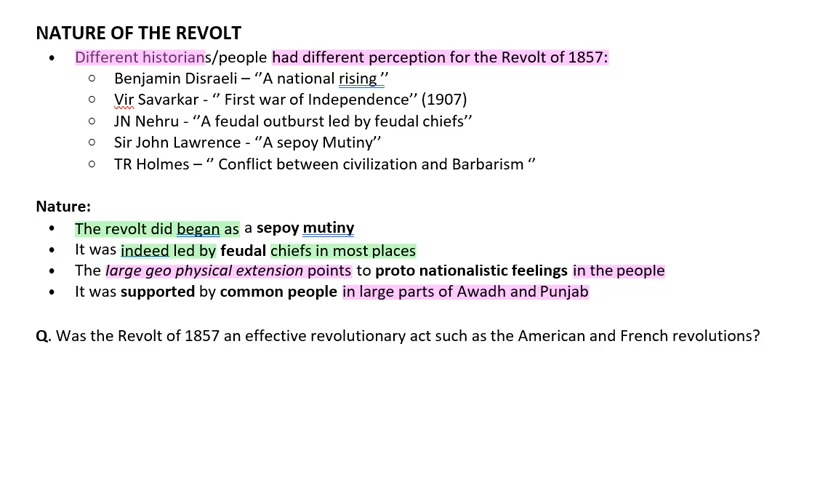 NATURE OF THE REVOLT
• Different historians/people had different perception for the Revolt of 1857:
o Benjamin Disraeli – ‘’A national rising ’’
o Vir Savarkar - ‘’ First war of Independence’’ (1907)
o JN Nehru - ‘’A feudal outburst led by feudal chiefs’’
o Sir John Lawrence - ‘’A sepoy Mutiny’’
o TR Holmes – ‘’ Conflict between civilization and Barbarism ‘’
Nature:
• The revolt did began as a sepoy mutiny
• It was indeed led by feudal chiefs in most places
• The large geo physical extension points to proto nationalistic feelings in the people
• It was supported by common people in large parts of Awadh and Punjab
Q. Was the Revolt of 1857 an effective revolutionary act such as the American and French revolutions?